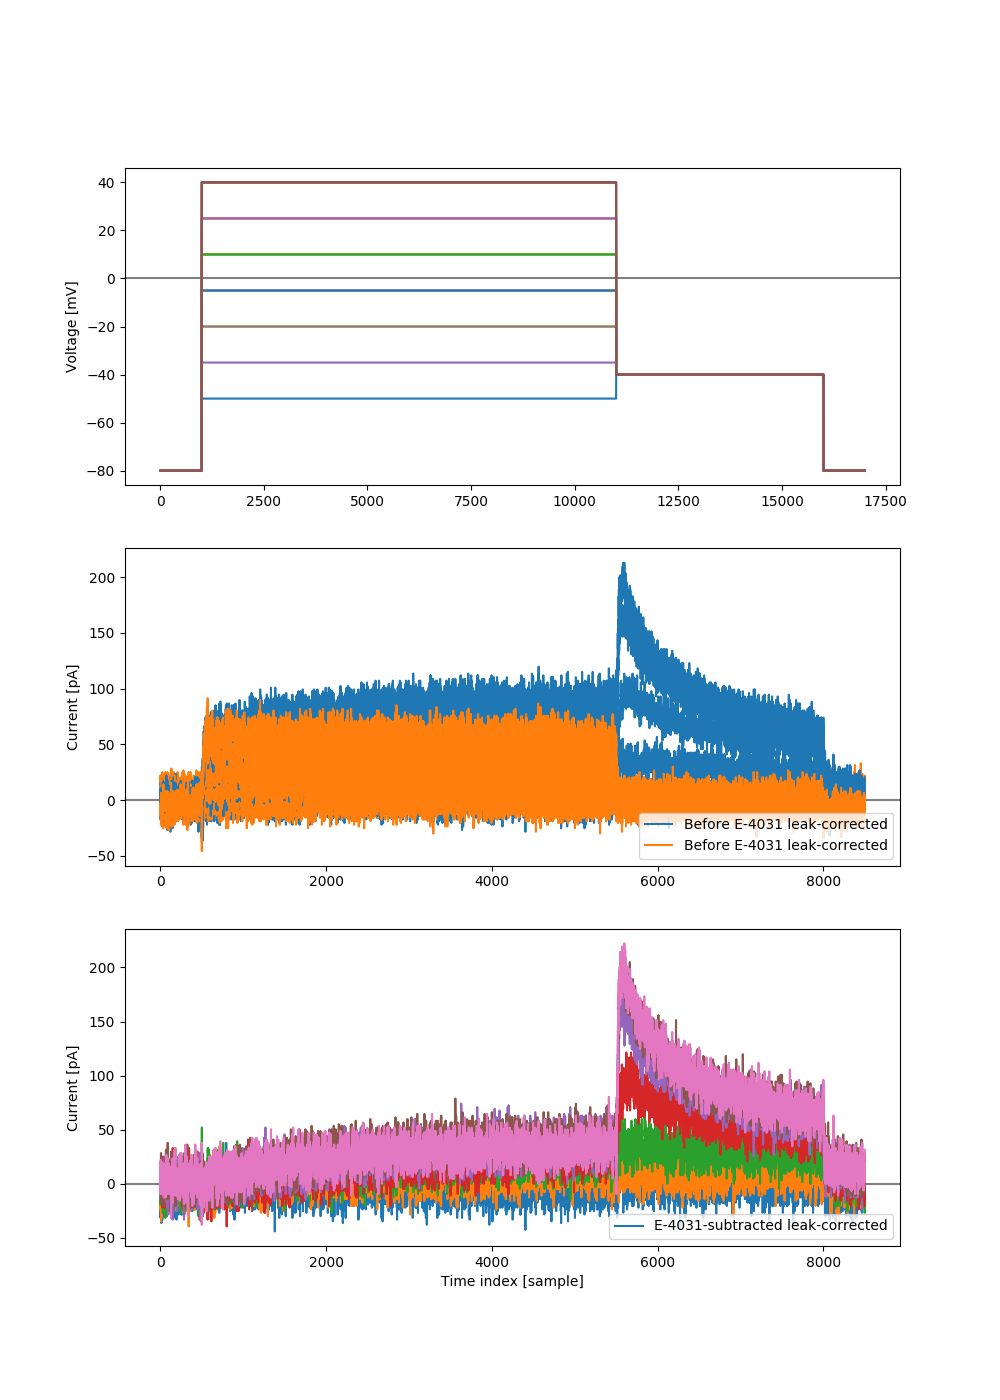 40
20
0
−20
−40
−60
−80
Voltage [mV]
0 2500 5000 7500 10000 12500 15000 17500
200
150
100
50
0
−50
Current [pA]
Before E-4031 leak-corrected
Before E-4031 leak-corrected
0 2000 4000 6000 8000
200
150
100
50
0
−50
Current [pA]
E-4031-subtracted leak-corrected
0 2000 4000 6000 8000
Time index [sample]